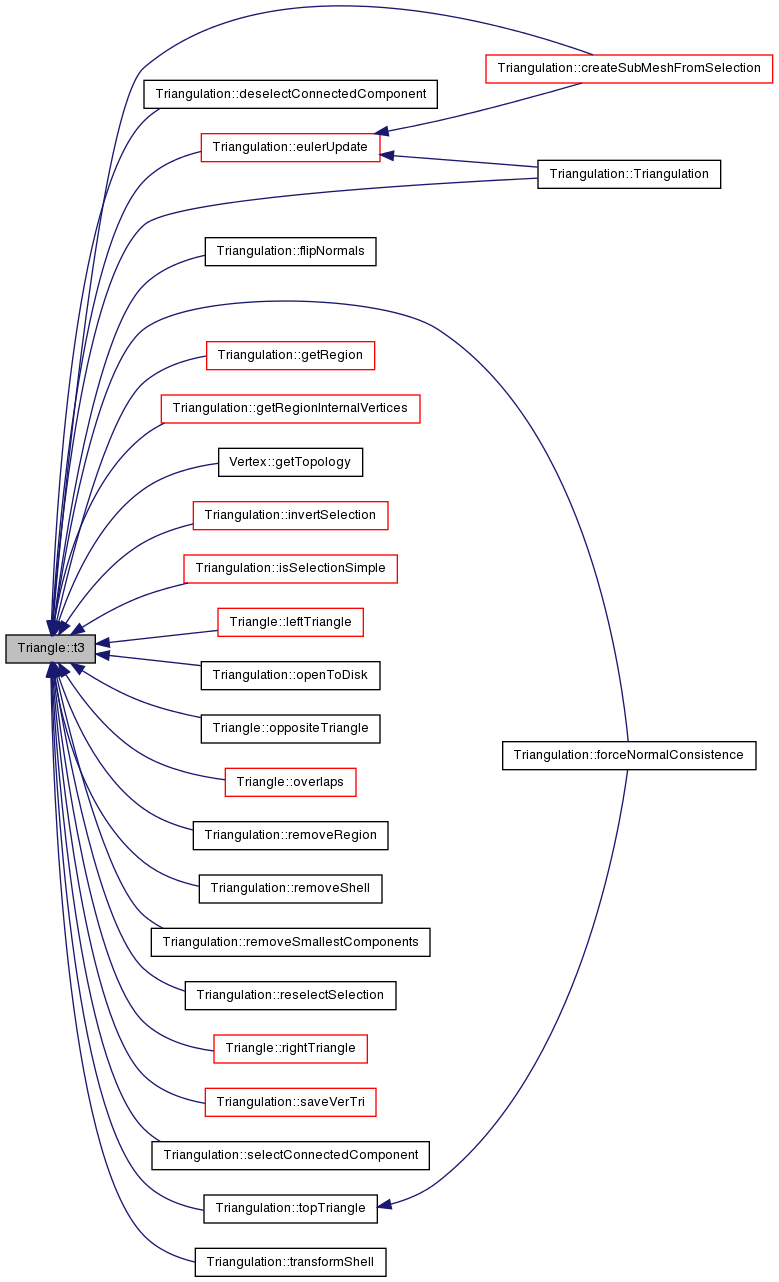 Triangulation::createSubMeshFromSelection
Triangulation::deselectConnectedComponent
Triangulation::eulerUpdate
Triangulation::Triangulation
Triangulation::flipNormals
Triangulation::getRegion
Triangulation::getRegionInternalVertices
Vertex::getTopology
Triangulation::invertSelection
Triangulation::isSelectionSimple
Triangle::leftTriangle
Triangle::t3
Triangulation::openToDisk
Triangle::oppositeTriangle
Triangulation::forceNormalConsistence
Triangle::overlaps
Triangulation::removeRegion
Triangulation::removeShell
Triangulation::removeSmallestComponents
Triangulation::reselectSelection
Triangle::rightTriangle
Triangulation::saveVerTri
Triangulation::selectConnectedComponent
Triangulation::topTriangle
Triangulation::transformShell